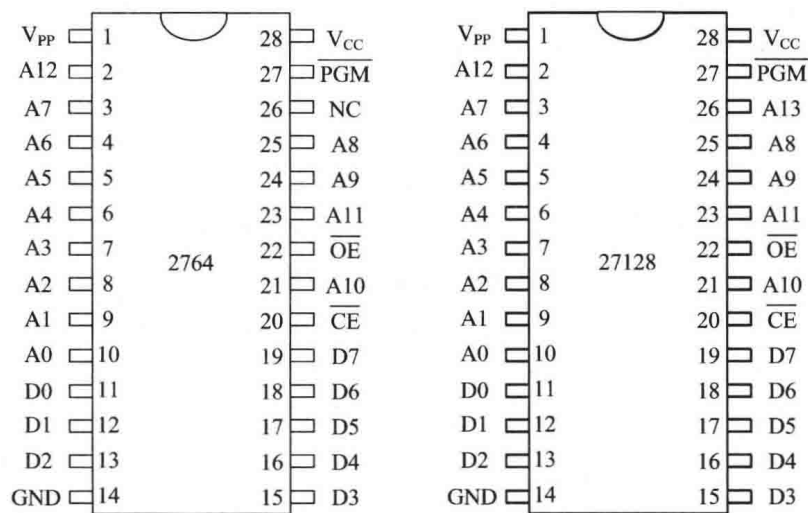 VPP 1 28 VCC
A12 2 27 PGM
A7 3 26 NC
A6 4 25 A8
A5 5 24 A9
A4 6 23 A11
A3 7 22 OE
2764
A2 8 21 A10
A1 9 20 CE
A0 10 19 D7
D0 11 18 D6
D1 12 17 D5
D2 13 16 D4
GND 14 15 D3
VPP 1 28 VCC
A12 2 27 PGM
A7 3 26 A13
A6 4 25 A8
A5 5 24 A9
A4 6 23 A11
A3 7 22 OE
27128
A2 8 21 A10
A1 9 20 CE
A0 10 19 D7
D0 11 18 D6
D1 12 17 D5
D2 13 16 D4
GND 14 15 D3